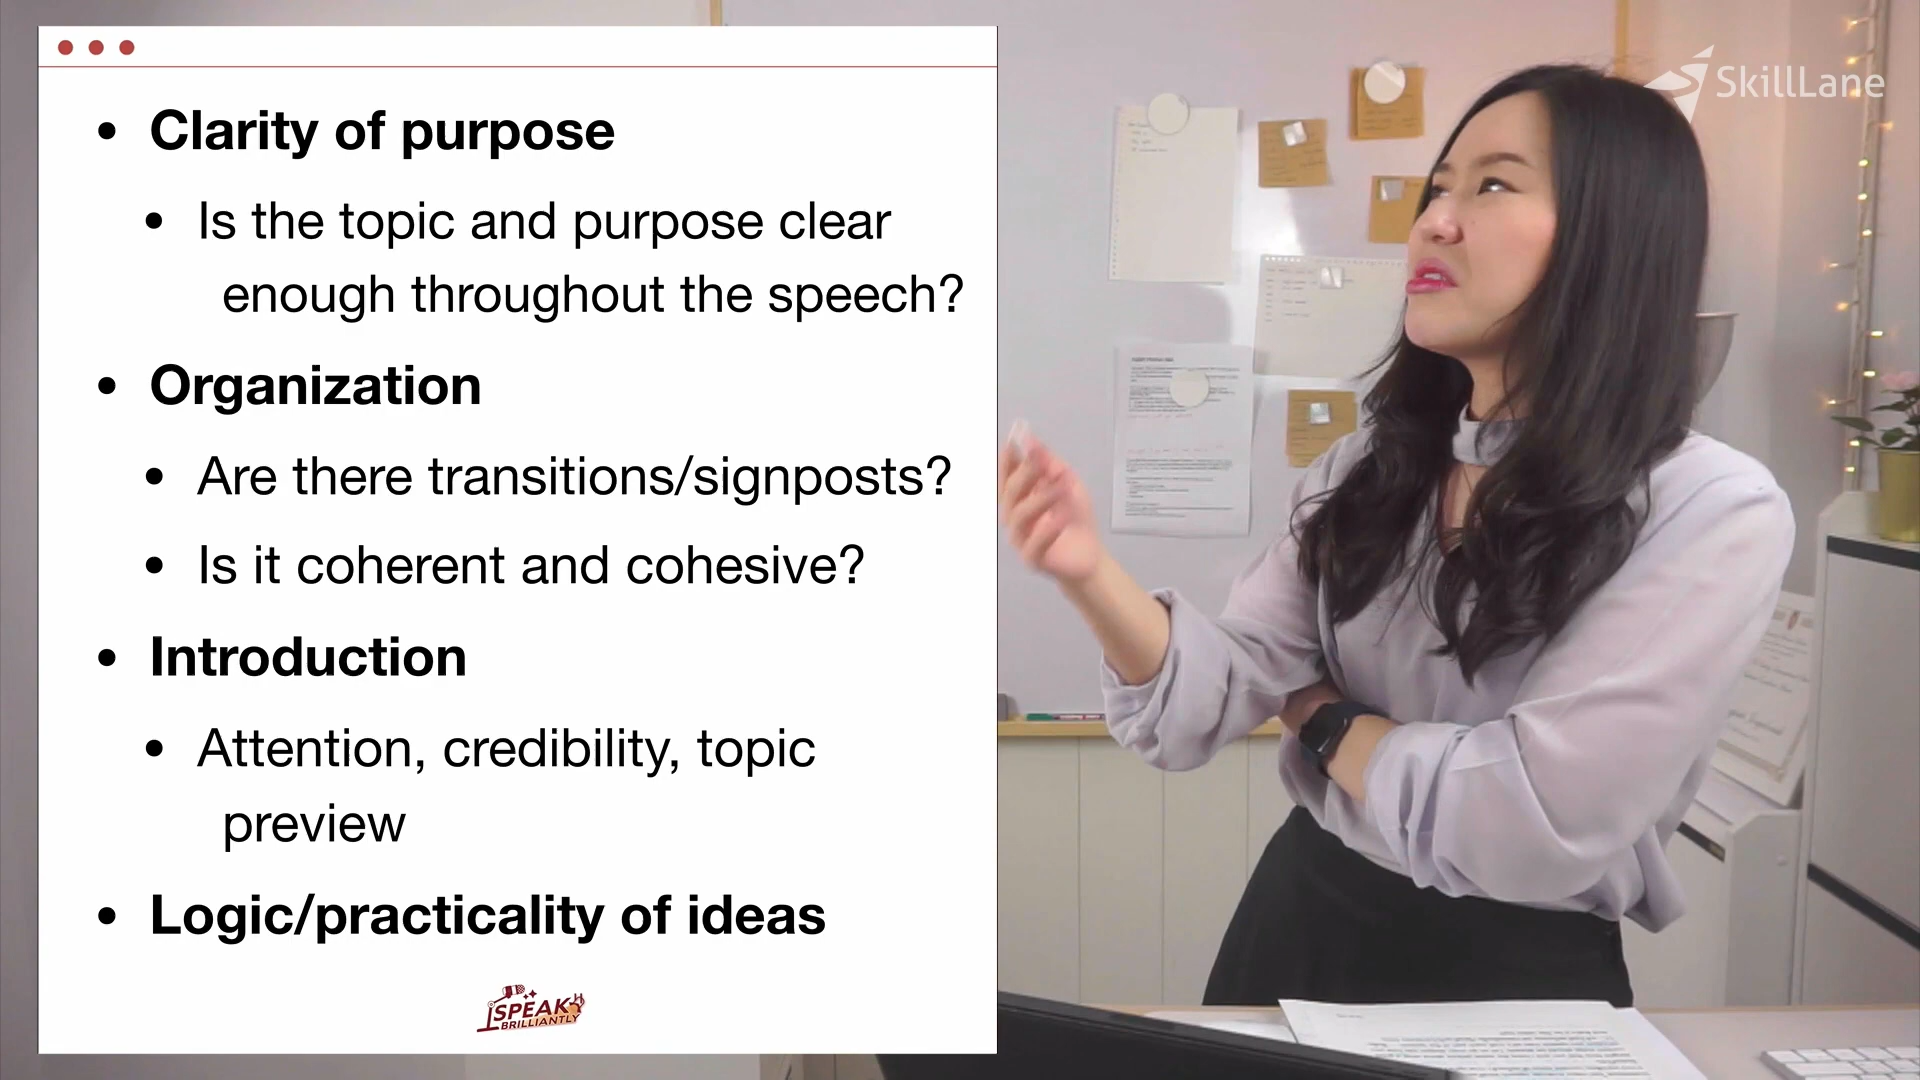 • Clarity of purpose
• Is the topic and purpose clear
enough throughout the speech?
• Organization
• Are there transitions/signposts?
• Is it coherent and cohesive?
• Introduction
• Attention, credibility, topic
preview
• Logic/practicality of ideas
SPEAK
BRILLIANTLY
SkillLane